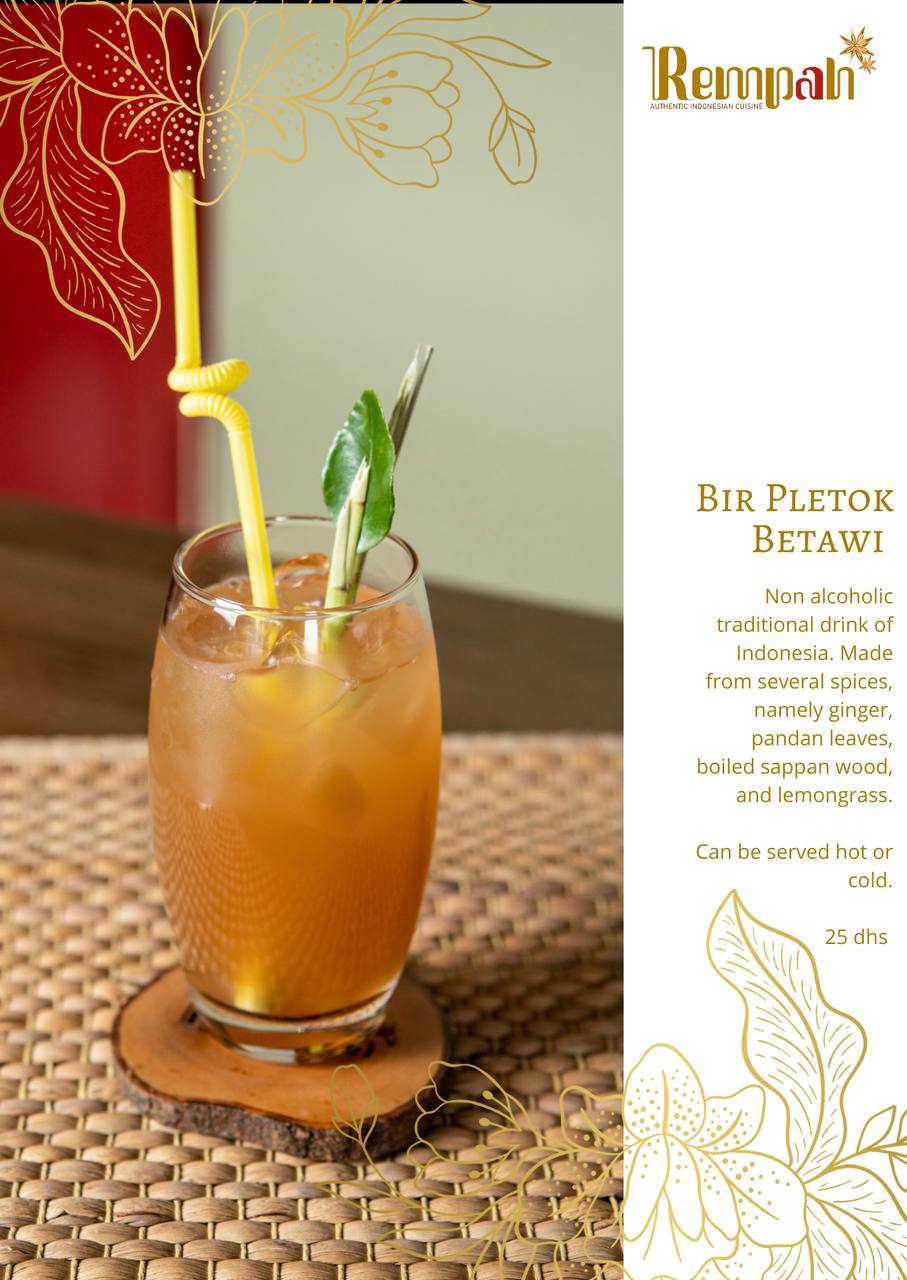 Rempah
AUTHENTIC INDONESIAN CUISINE
Bir Pletok
Betawi
Non alcoholic
traditional drink of
Indonesia. Made
from several spices,
namely ginger,
pandan leaves,
boiled sappan wood,
and lemongrass.
Can be served hot or
cold.
25 dhs